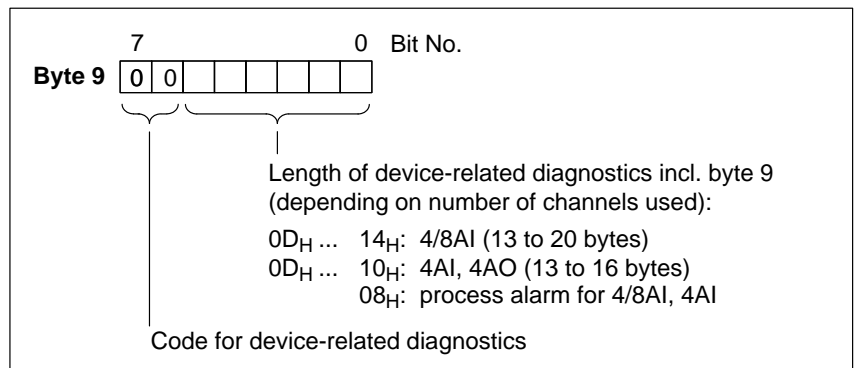 7 0 Bit No.
Byte 9 0 0
Length of device-related diagnostics incl. byte 9
(depending on number of channels used):
0DH ... 14H: 4/8AI (13 to 20 bytes)
0DH ... 10H: 4AI, 4AO (13 to 16 bytes)
08H: process alarm for 4/8AI, 4AI
Code for device-related diagnostics